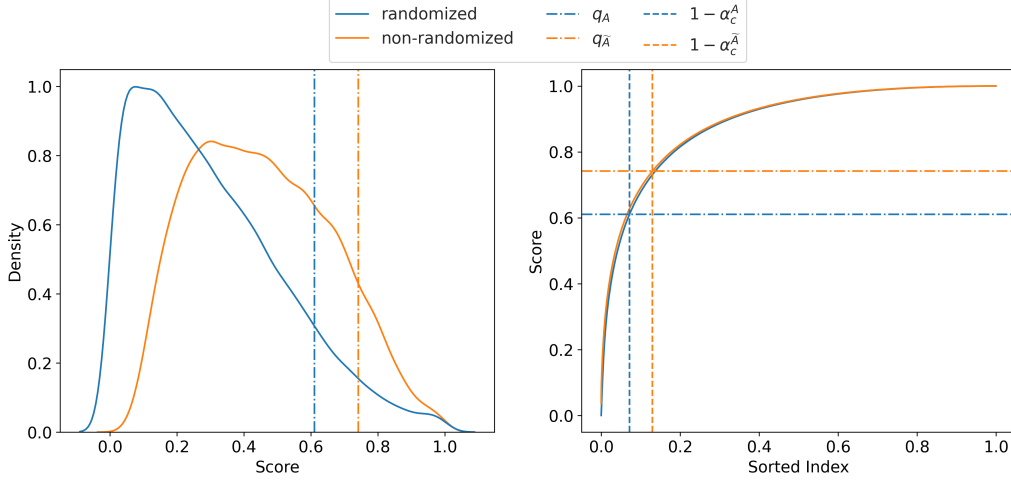 randomized
non-randomized
q_A
q_Ã
1 − α_c^A
1 − α_c^Ã
Density
1.0
0.8
0.6
0.4
0.2
0.0
0.0 0.2 0.4 0.6 0.8 1.0
Score
Score
1.0
0.8
0.6
0.4
0.2
0.0
0.0 0.2 0.4 0.6 0.8 1.0
Sorted Index